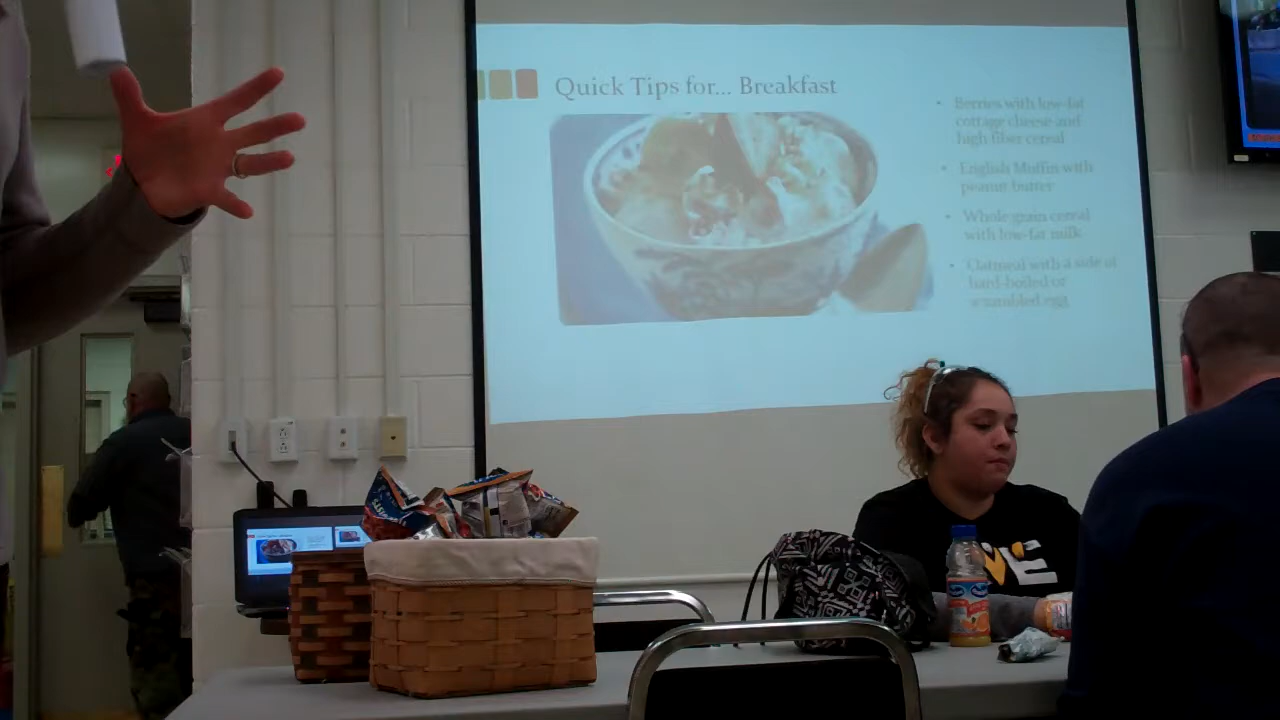 Quick Tips for... Breakfast
• Berries with low-fat
cottage cheese and
high fiber cereal
• English Muffin with
peanut butter
• Whole grain cereal
with low-fat milk
• Oatmeal with a side of
hard-boiled or
scrambled egg